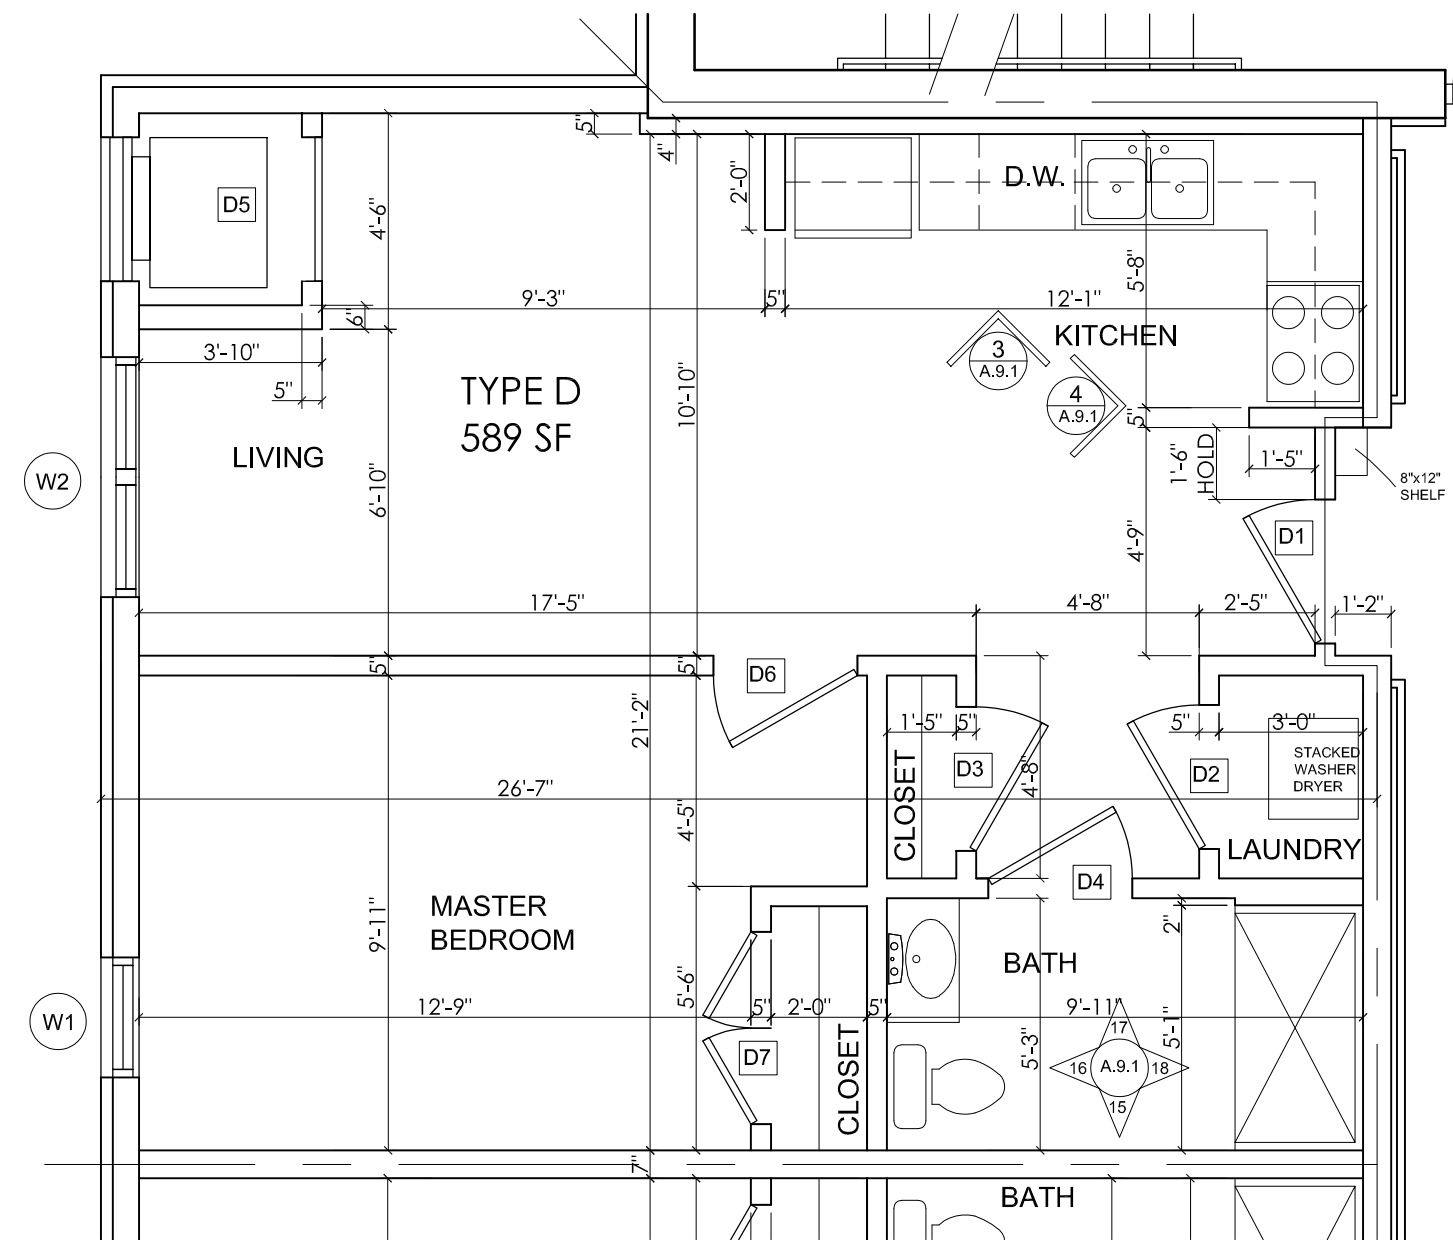 5"
4"
D5
4'-6"
2'-0"
D.W.
5'-8"
9'-3"
5"
12'-1"
6"
KITCHEN
3
A.9.1
3'-10"
5"
TYPE D
589 SF
10'-10"
4
A.9.1
5"
LIVING
1'-6"
HOLD
1'-5"
8"x12"
SHELF
W2
6'-10"
4'-9"
D1
17'-5"
4'-8"
2'-5"
1'-2"
5"
5"
D6
21'-2"
1'-5"
5"
5"
3'-0"
CLOSET
D3
4'-8"
D2
STACKED
WASHER
DRYER
26'-7"
4'-5"
LAUNDRY
D4
MASTER
BEDROOM
9'-11"
2"
BATH
5'-6"
12'-9"
5"
2'-0"
5"
9'-11"
W1
D7
CLOSET
5'-3"
5'-1"
17
16
A.9.1
18
15
7"
BATH